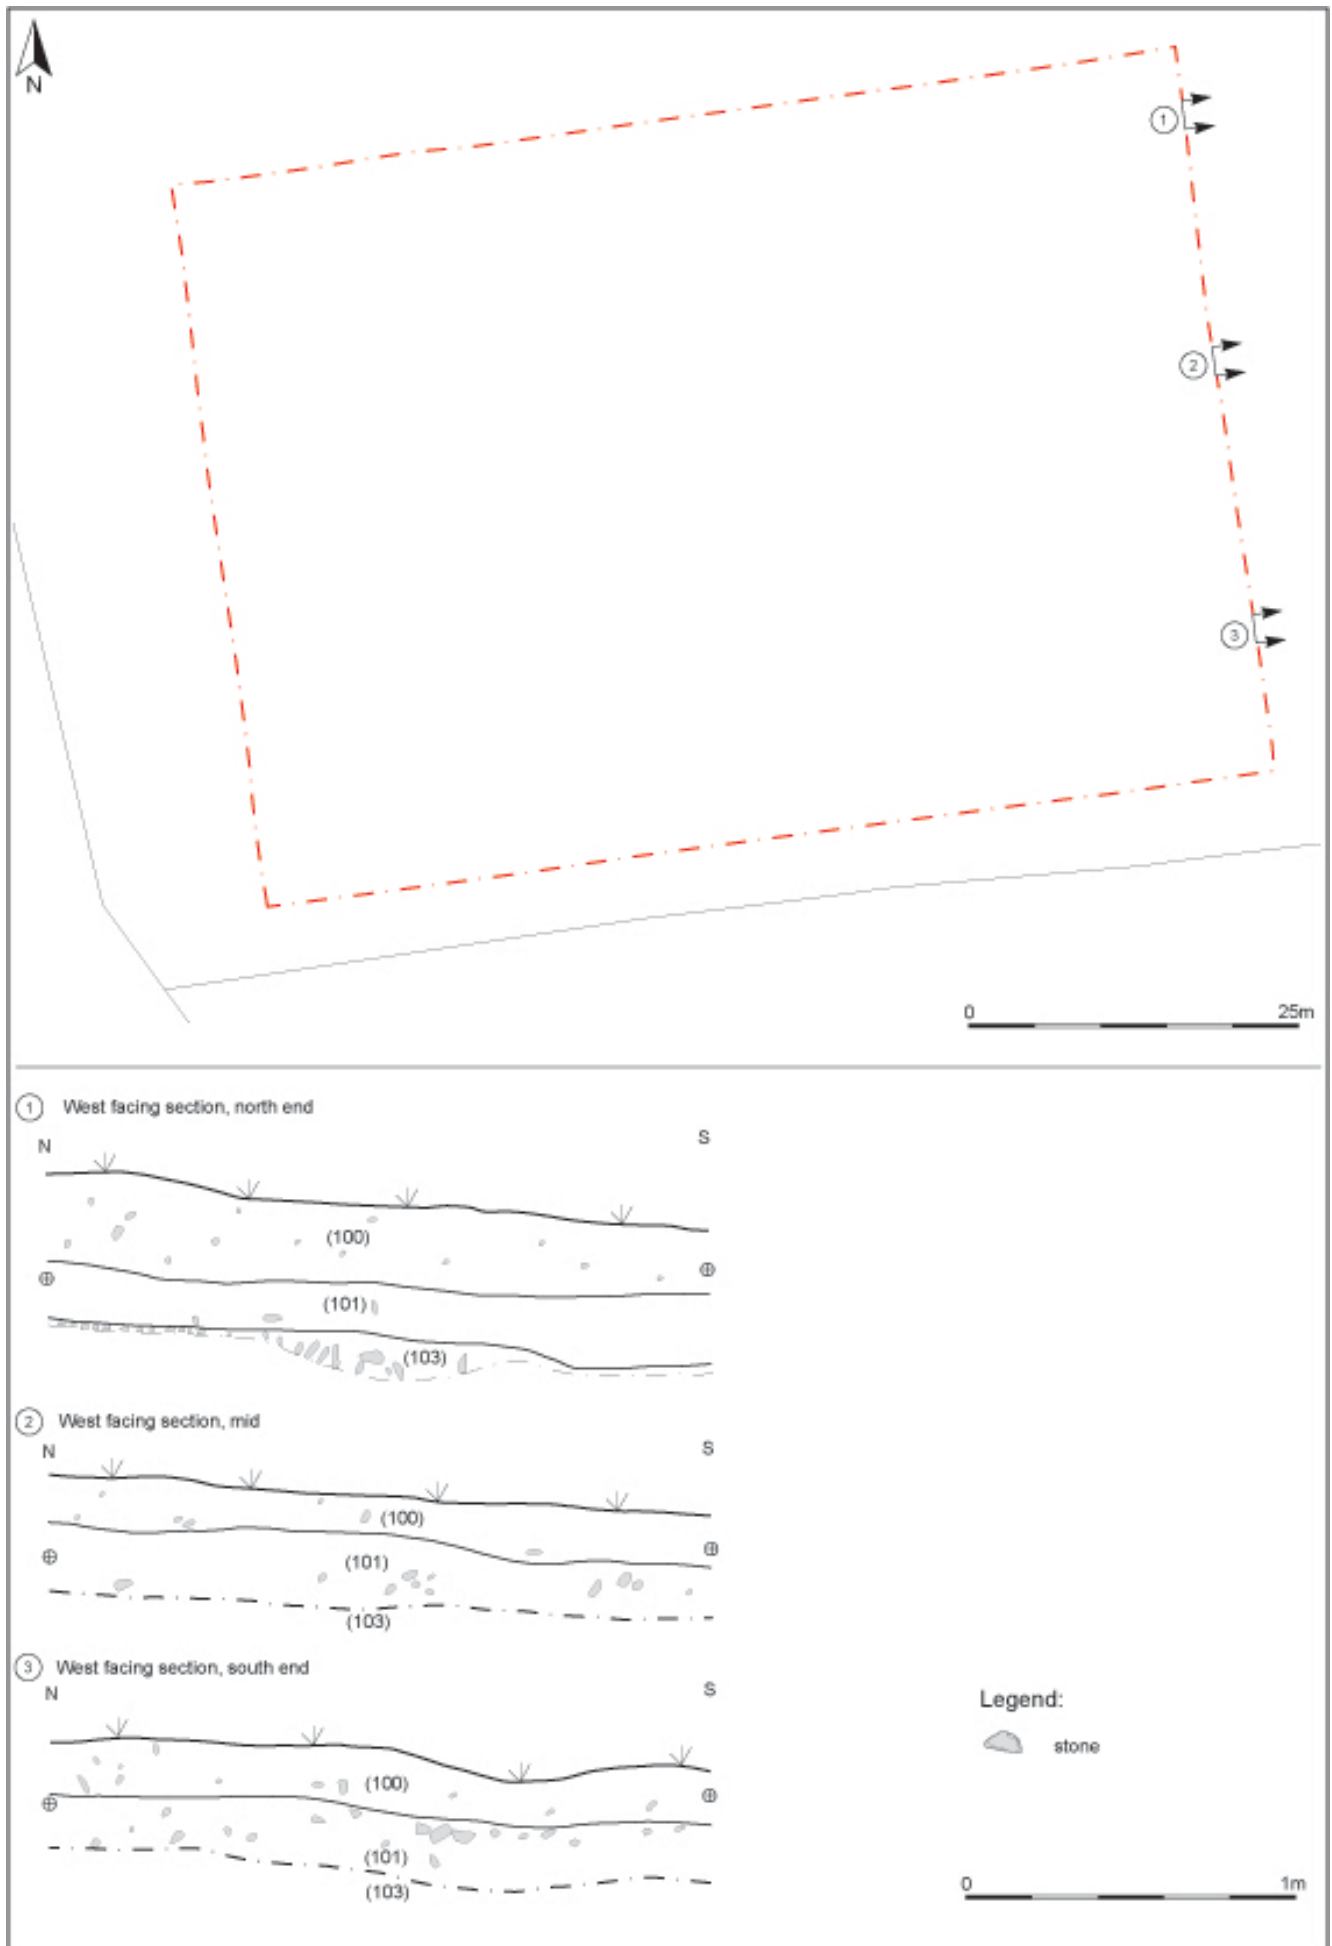 N
1
2
3
0 25m
1 West facing section, north end
N S
(100)
(101)
(103)
2 West facing section, mid
N S
(100)
(101)
(103)
3 West facing section, south end
N S
(100)
(101)
(103)
Legend:
stone
0 1m